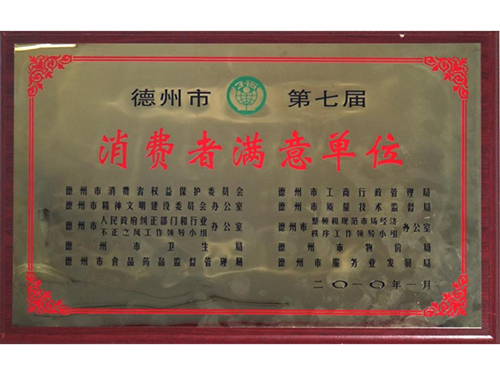 德州市 第七届
消费者满意单位
德州市消费者权益保护委员会
德州市精神文明建设委员会办公室
德州市人民政府纠正部门和行业不正之风工作领导小组办公室
德州市卫生局
德州市食品药品监督管理局
德州市工商行政管理局
德州市质量技术监督局
德州市整顿和规范市场经济秩序工作领导小组办公室
德州市物价局
德州市服务业发展局
二〇一〇年一月